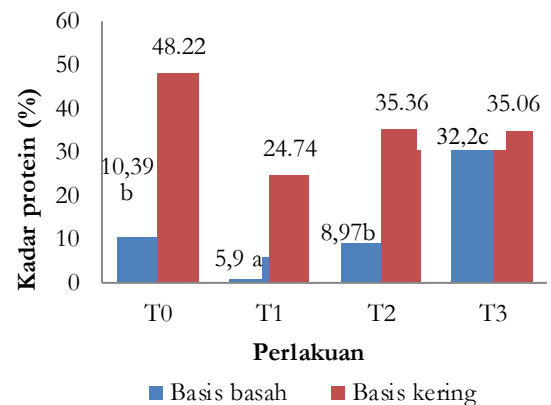 Kadar protein (%)
60
50
40
30
20
10
0
48.22
10,39
b
24.74
5,9 a
35.36
8,97b
35.06
32,2c
T0 T1 T2 T3
Perlakuan
Basis basah Basis kering